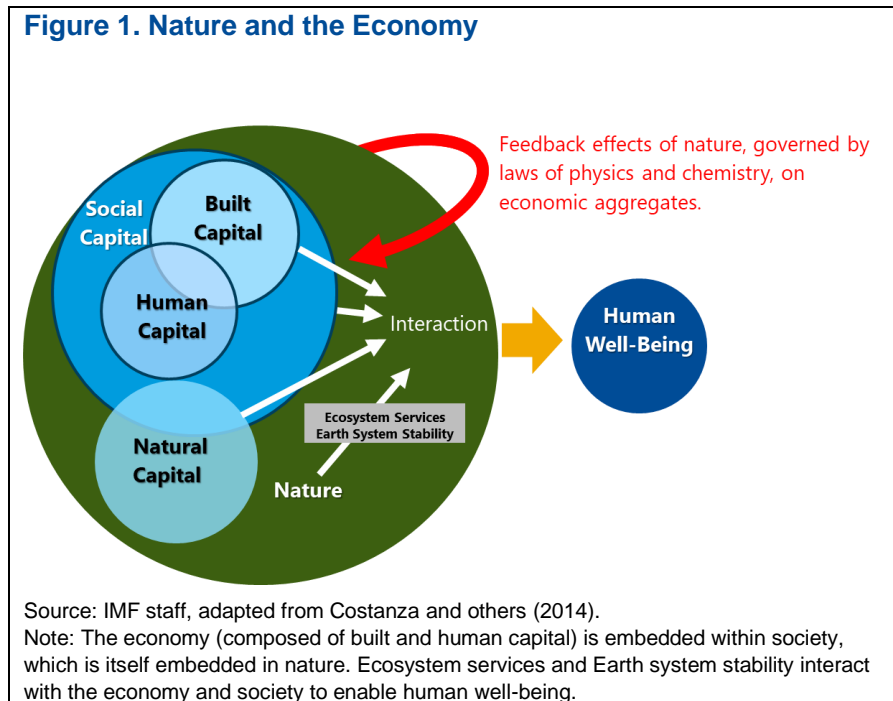 Figure 1. Nature and the Economy
Feedback effects of nature, governed by
laws of physics and chemistry, on
economic aggregates.
Social
Capital
Built
Capital
Human
Capital
Interaction
Human
Well-Being
Ecosystem Services
Earth System Stability
Natural
Capital
Nature
Source: IMF staff, adapted from Costanza and others (2014).
Note: The economy (composed of built and human capital) is embedded within society,
which is itself embedded in nature. Ecosystem services and Earth system stability interact
with the economy and society to enable human well-being.